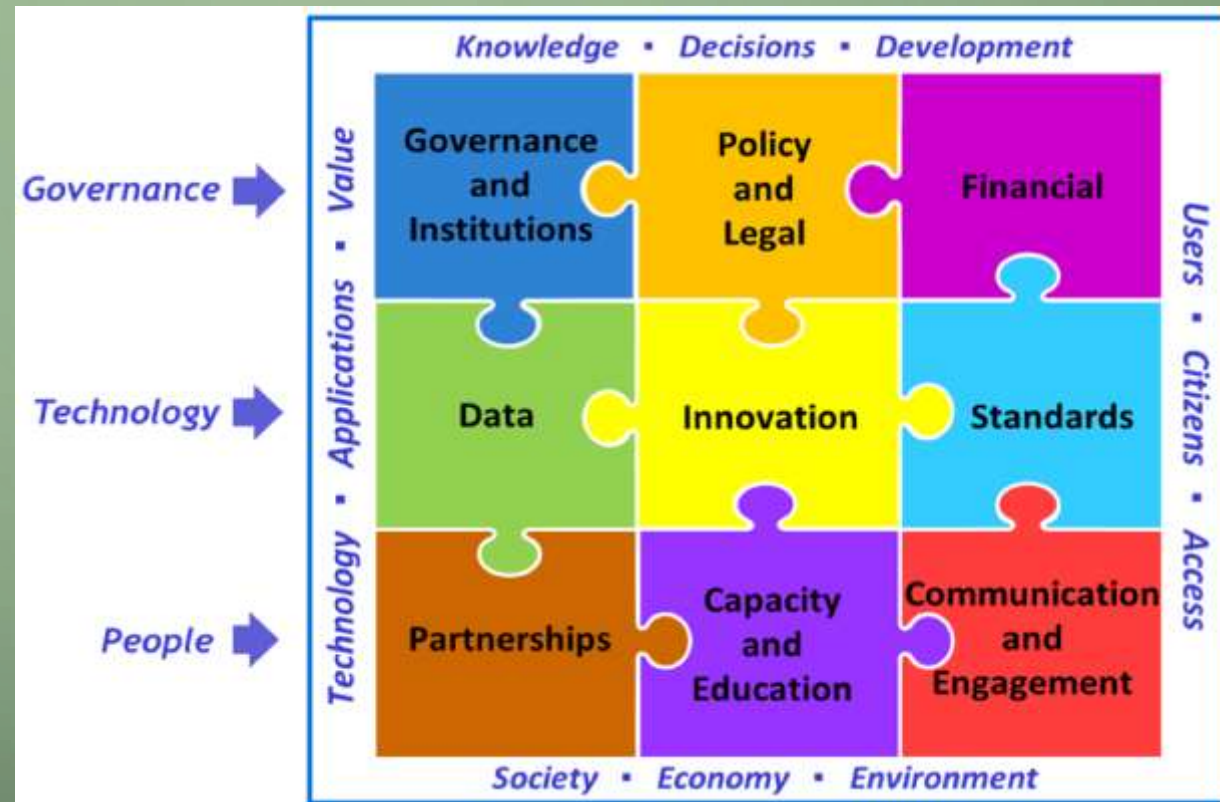 Knowledge ▪ Decisions ▪ Development
Governance
Technology
People
Technology ▪ Applications ▪ Value
Governance
and
Institutions
Policy
and
Legal
Financial
Data
Innovation
Standards
Partnerships
Capacity
and
Education
Communication
and
Engagement
Users ▪ Citizens ▪ Access
Society ▪ Economy ▪ Environment